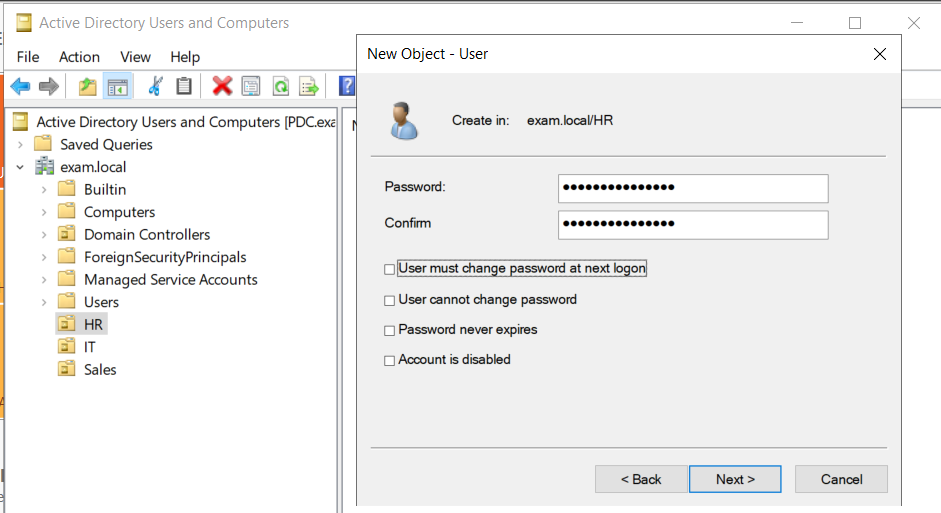 Active Directory Users and Computers
File Action View Help
Active Directory Users and Computers [PDC.exa
Saved Queries
exam.local
Builtin
Computers
Domain Controllers
ForeignSecurityPrincipals
Managed Service Accounts
Users
HR
IT
Sales
New Object - User
Create in: exam.local/HR
Password: ●●●●●●●●●●●●●●●
Confirm ●●●●●●●●●●●●●●●
User must change password at next logon
User cannot change password
Password never expires
Account is disabled
< Back Next > Cancel